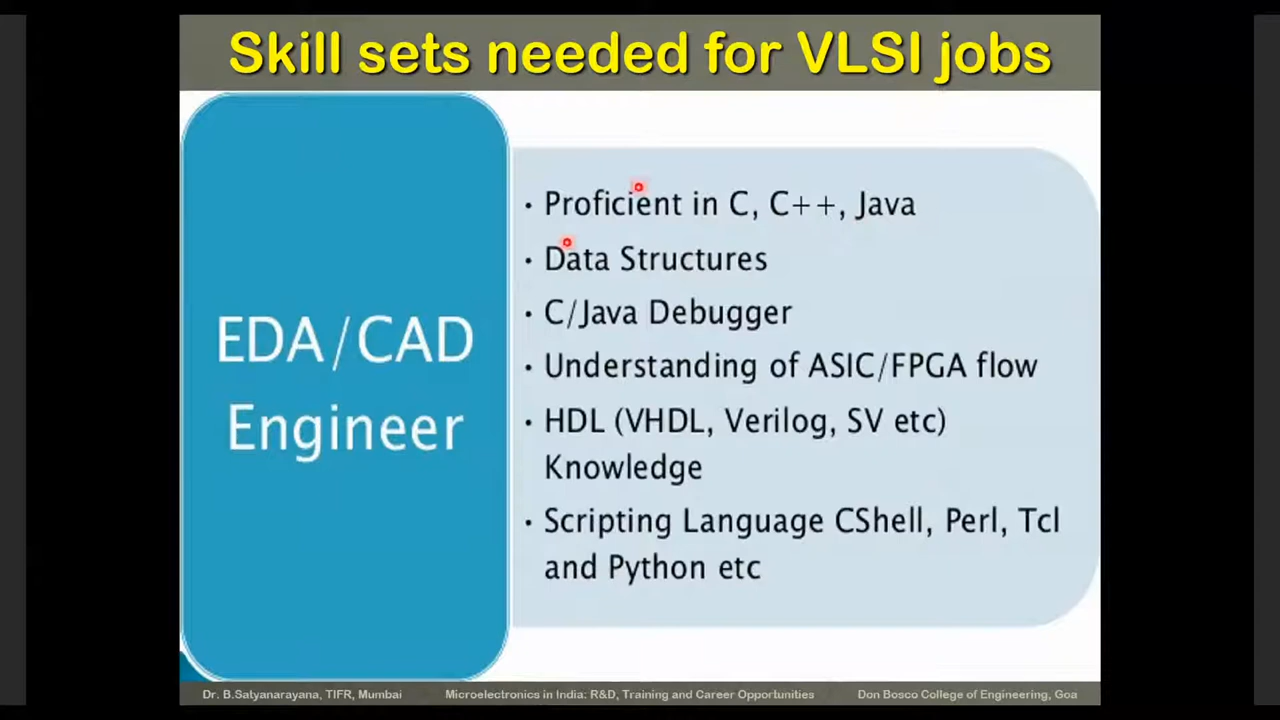 Skill sets needed for VLSI jobs
EDA/CAD
Engineer
• Proficient in C, C++, Java
• Data Structures
• C/Java Debugger
• Understanding of ASIC/FPGA flow
• HDL (VHDL, Verilog, SV etc)
Knowledge
• Scripting Language CShell, Perl, Tcl
and Python etc
Dr. B.Satyanarayana, TIFR, Mumbai
Microelectronics in India: R&D, Training and Career Opportunities
Don Bosco College of Engineering, Goa